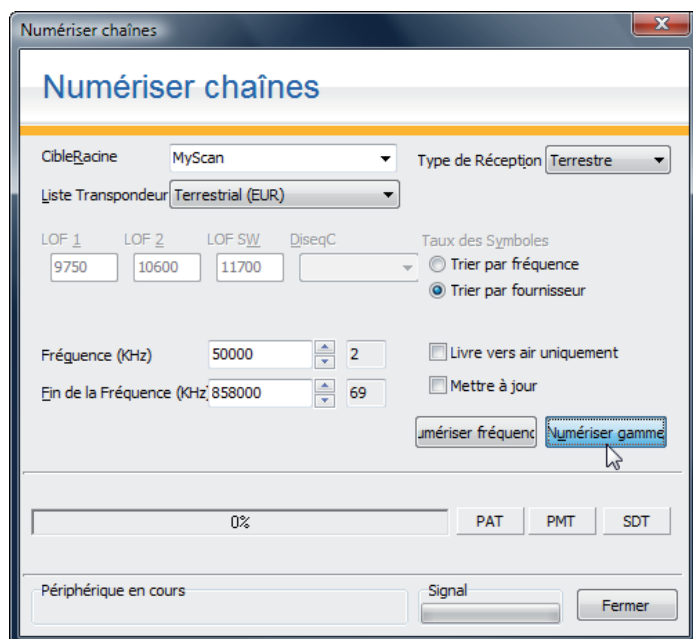 Numériser chaînes
Numériser chaînes
CibleRacine MyScan Type de Réception Terrestre
Liste Transpondeur Terrestrial (EUR)
LOF 1 LOF 2 LOF SW DiseqC Taux des Symboles
9750 10600 11700 Trier par fréquence
Trier par fournisseur
Fréquence (KHz) 50000 2 Livre vers air uniquement
Fin de la Fréquence (KHz) 858000 69 Mettre à jour
umériser fréquenc Numériser gamme
0% PAT PMT SDT
Périphérique en cours Signal
Fermer